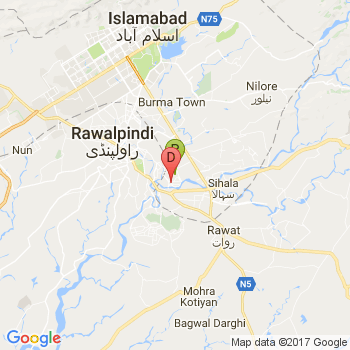 Islamabad
اسلام آباد
N75
Nilore
نیلور
Burma Town
Rawalpindi
راولپنڈی
Nun
D
Sihala
سہالا
Rawat
روات
N5
Mohra
Kotiyan
Bagwal Darghi
Google
Map data ©2017 Google